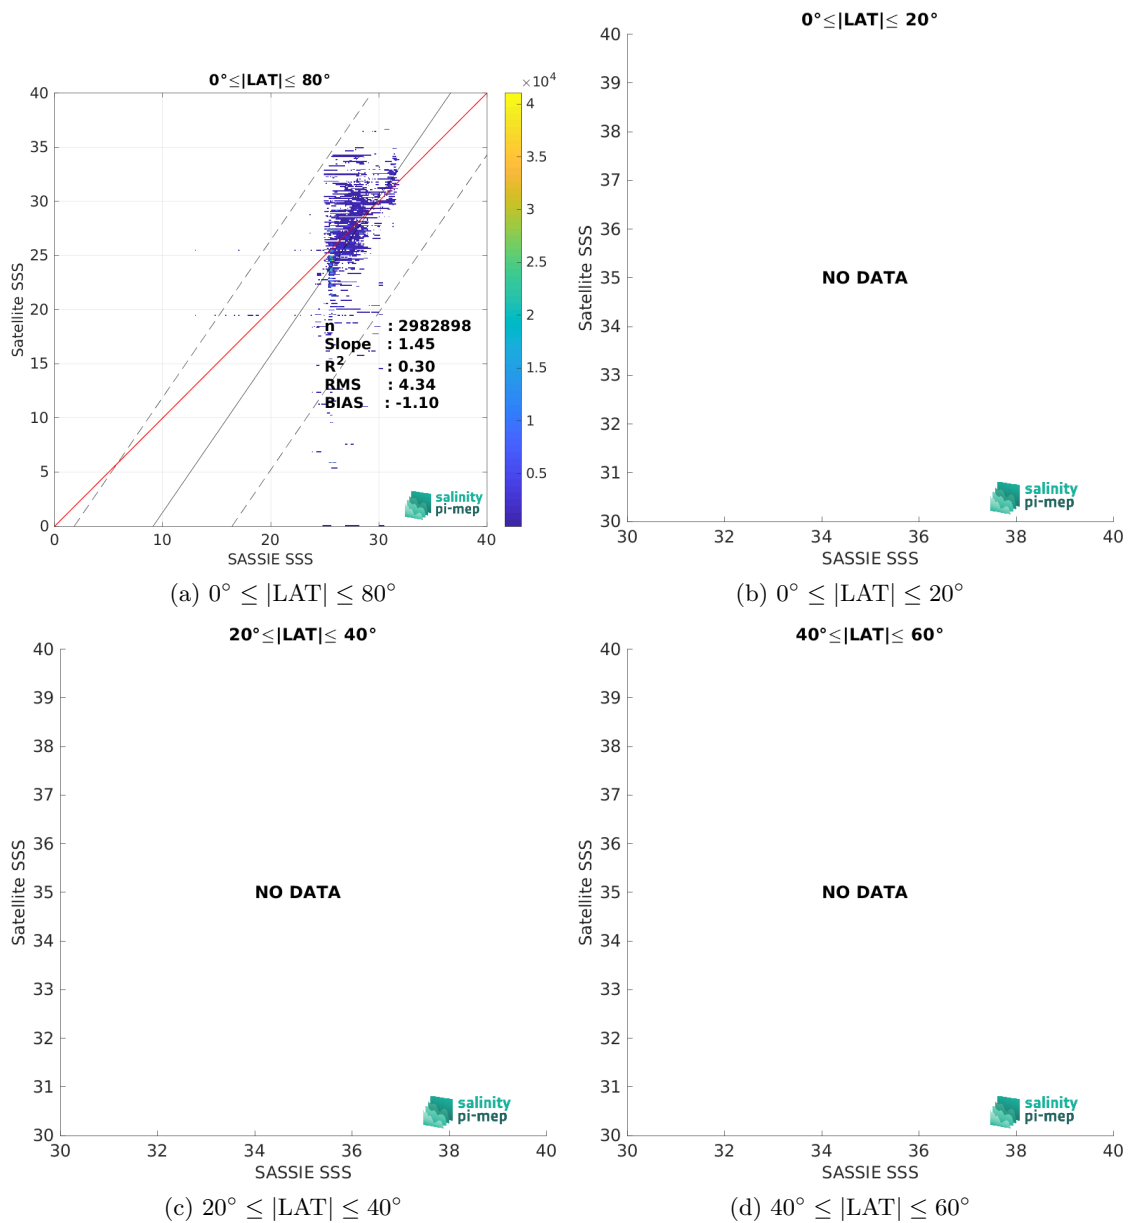 0°≤|LAT|≤ 80°
×10⁴
40
35
30
25
20
15
10
5
0
Satellite SSS
4
3.5
3
2.5
2
1.5
1
0.5
n : 2982898
Slope : 1.45
R² : 0.30
RMS : 4.34
BIAS : -1.10
salinity
pi-mep
0 10 20 30 40
SASSIE SSS
(a) 0° ≤ |LAT| ≤ 80°
0°≤|LAT|≤ 20°
40
39
38
37
36
35
34
33
32
31
30
Satellite SSS
NO DATA
salinity
pi-mep
30 32 34 36 38 40
SASSIE SSS
(b) 0° ≤ |LAT| ≤ 20°
20°≤|LAT|≤ 40°
40
39
38
37
36
35
34
33
32
31
30
Satellite SSS
NO DATA
salinity
pi-mep
30 32 34 36 38 40
SASSIE SSS
(c) 20° ≤ |LAT| ≤ 40°
40°≤|LAT|≤ 60°
40
39
38
37
36
35
34
33
32
31
30
Satellite SSS
NO DATA
salinity
pi-mep
30 32 34 36 38 40
SASSIE SSS
(d) 40° ≤ |LAT| ≤ 60°